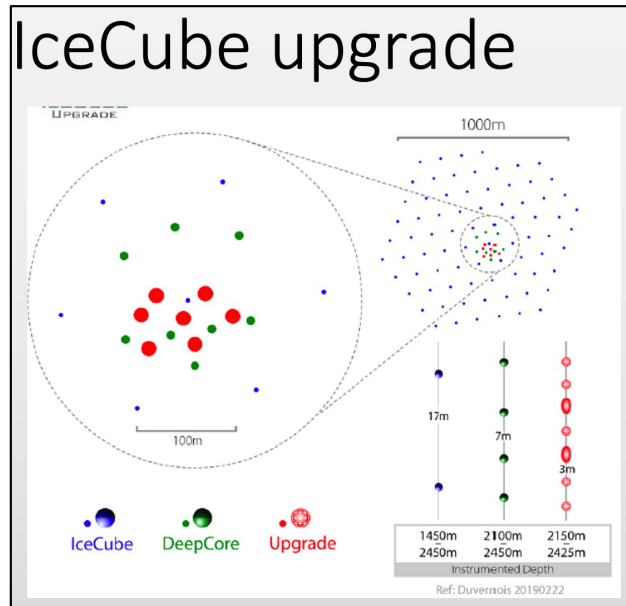 IceCube upgrade
UPGRADE
1000m
100m
17m
7m
3m
IceCube
DeepCore
Upgrade
1450m 2100m 2150m
2450m 2450m 2425m
Instrumented Depth
Ref: Duvernois 20190222